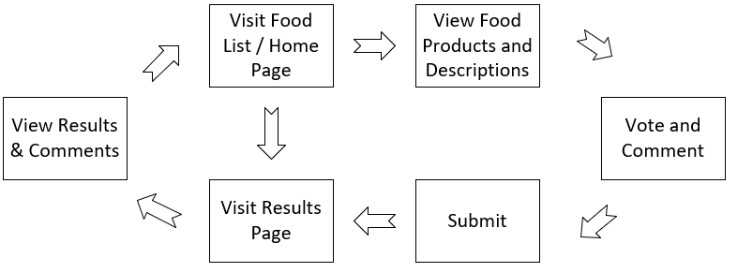 Visit Food
List / Home
Page
View Food
Products and
Descriptions
Vote and
Comment
Submit
Visit Results
Page
View Results
& Comments